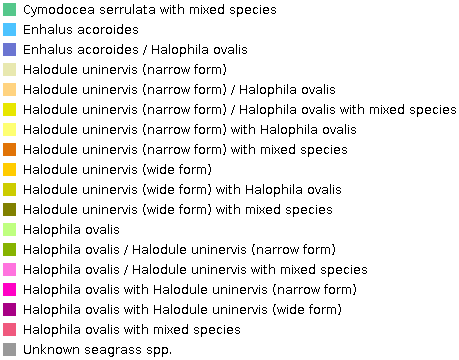 Cymodocea serrulata with mixed species
Enhalus acoroides
Enhalus acoroides / Halophila ovalis
Halodule uninervis (narrow form)
Halodule uninervis (narrow form) / Halophila ovalis
Halodule uninervis (narrow form) / Halophila ovalis with mixed species
Halodule uninervis (narrow form) with Halophila ovalis
Halodule uninervis (narrow form) with mixed species
Halodule uninervis (wide form)
Halodule uninervis (wide form) with Halophila ovalis
Halodule uninervis (wide form) with mixed species
Halophila ovalis
Halophila ovalis / Halodule uninervis (narrow form)
Halophila ovalis / Halodule uninervis with mixed species
Halophila ovalis with Halodule uninervis (narrow form)
Halophila ovalis with Halodule uninervis (wide form)
Halophila ovalis with mixed species
Unknown seagrass spp.